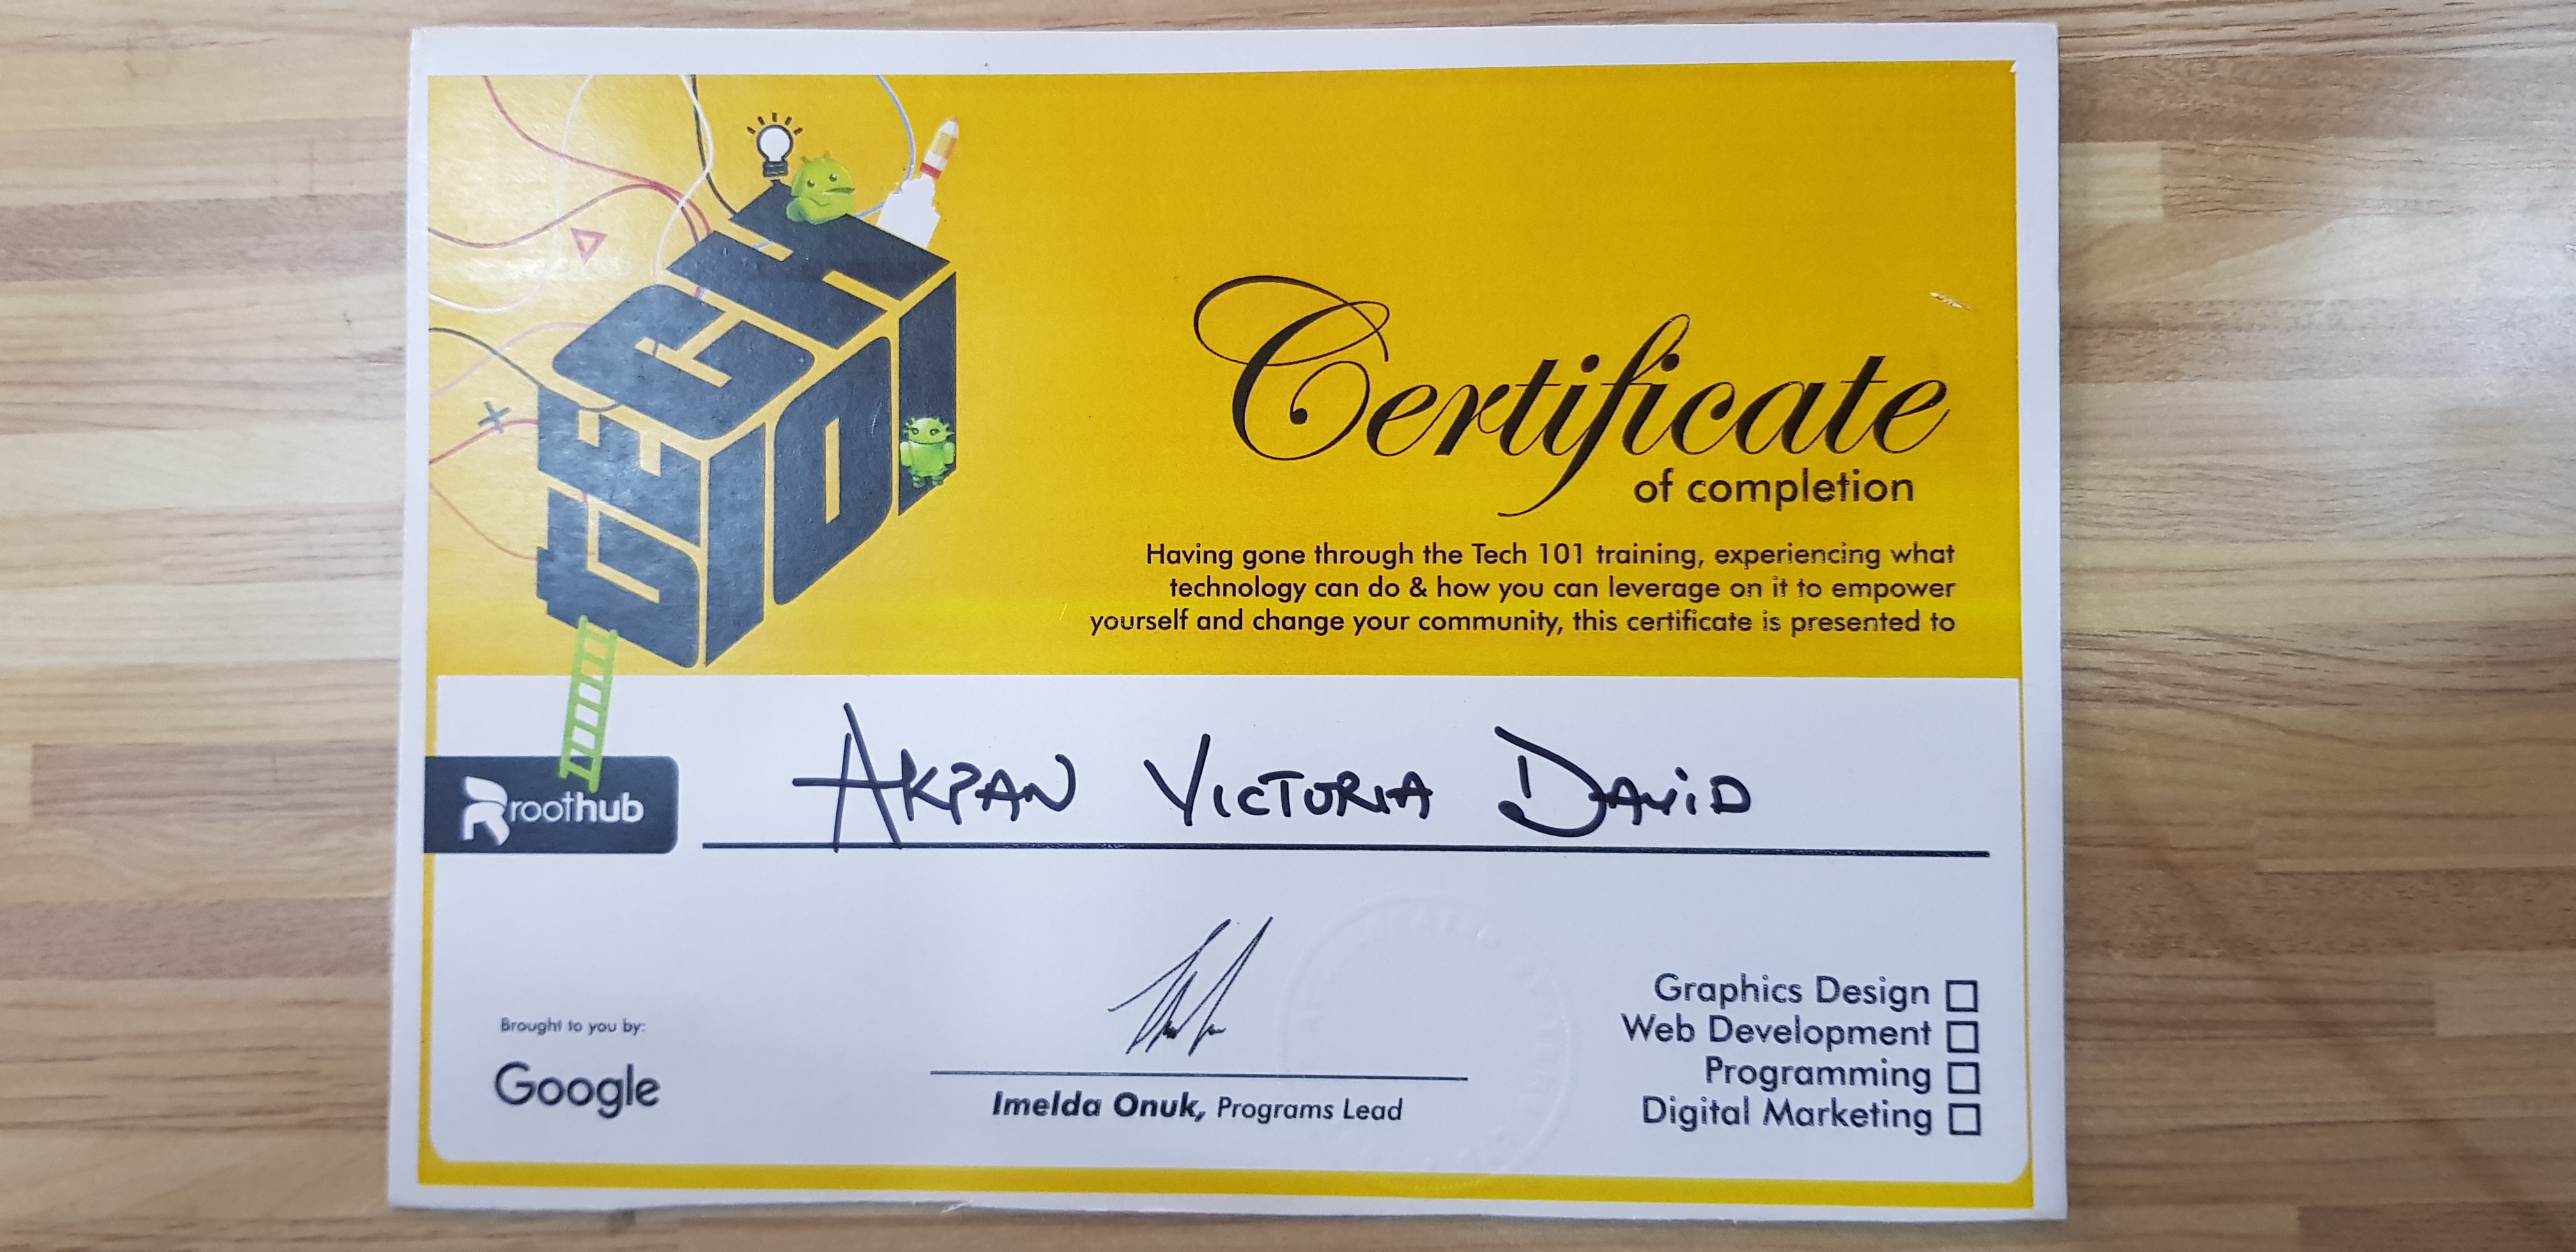 TECH
101
Certificate
of completion
Having gone through the Tech 101 training, experiencing what
technology can do & how you can leverage on it to empower
yourself and change your community, this certificate is presented to
roothub
AKPAN VICTORIA DAViD
Brought to you by:
Google
Imelda Onuk, Programs Lead
Graphics Design
Web Development
Programming
Digital Marketing